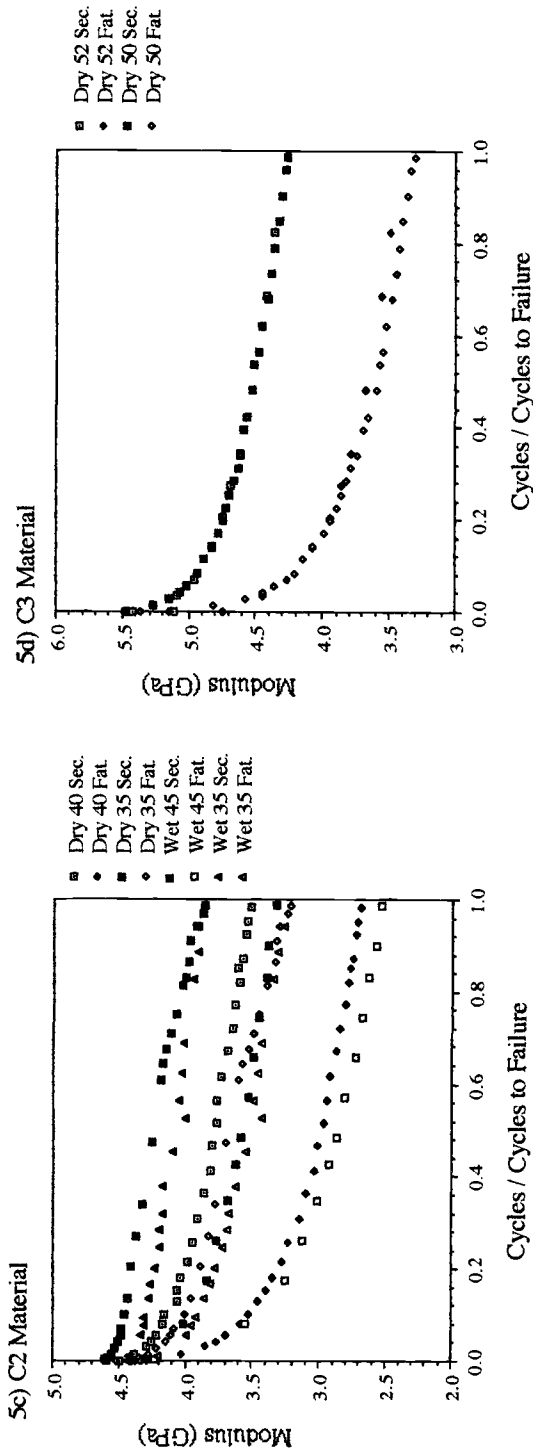 5c) C2 Material
Modulus (GPa)
5.0
4.5
4.0
3.5
3.0
2.5
2.0
0.0
0.2
0.4
0.6
0.8
1.0
Cycles / Cycles to Failure
Dry 40 Sec.
Dry 40 Fat.
Dry 35 Sec.
Dry 35 Fat.
Wet 45 Sec.
Wet 45 Fat.
Wet 35 Sec.
Wet 35 Fat.
5d) C3 Material
Modulus (GPa)
6.0
5.5
5.0
4.5
4.0
3.5
3.0
0.0
0.2
0.4
0.6
0.8
1.0
Cycles / Cycles to Failure
Dry 52 Sec.
Dry 52 Fat.
Dry 50 Sec.
Dry 50 Fat.